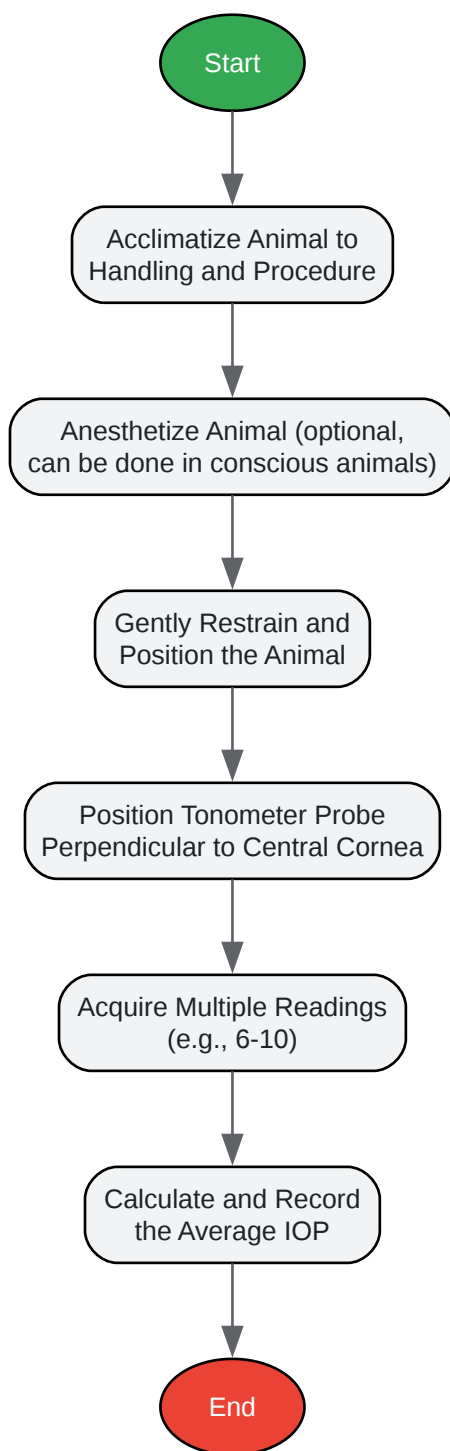 Start
Acclimatize Animal to
Handling and Procedure
Anesthetize Animal (optional,
can be done in conscious animals)
Gently Restrain and
Position the Animal
Position Tonometer Probe
Perpendicular to Central Cornea
Acquire Multiple Readings
(e.g., 6-10)
Calculate and Record
the Average IOP
End